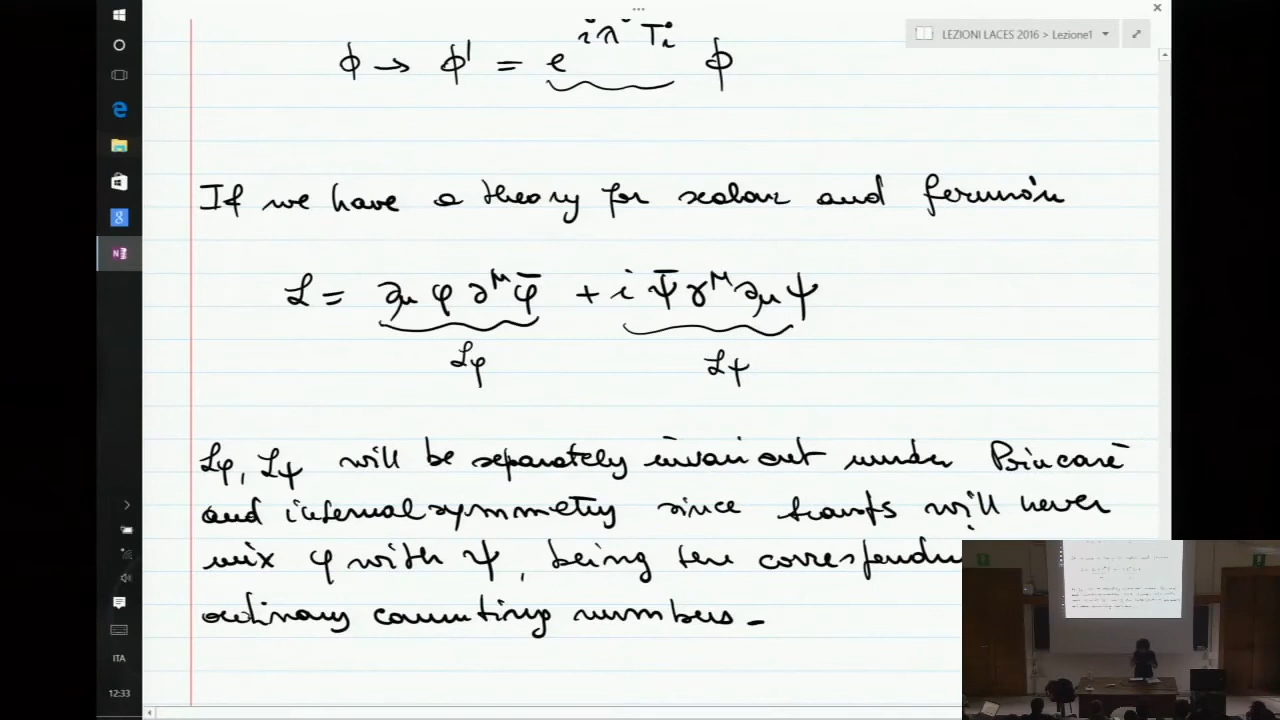 LEZIONI LACES 2016 > Lezione1
ϕ → ϕ' = e^{iλ^i T_i} ϕ
If we have a theory for scalar and fermion
ℒ = ∂_μ φ ∂^μ φ̄ + i ψ̄ γ^μ ∂_μ ψ
ℒ_φ ℒ_ψ
ℒ_φ, ℒ_ψ will be separately invariant under Poincarè
and internal symmetry since transfs will never
mix φ with ψ, being the
ordinary commuting numbers -
ITA
12:33